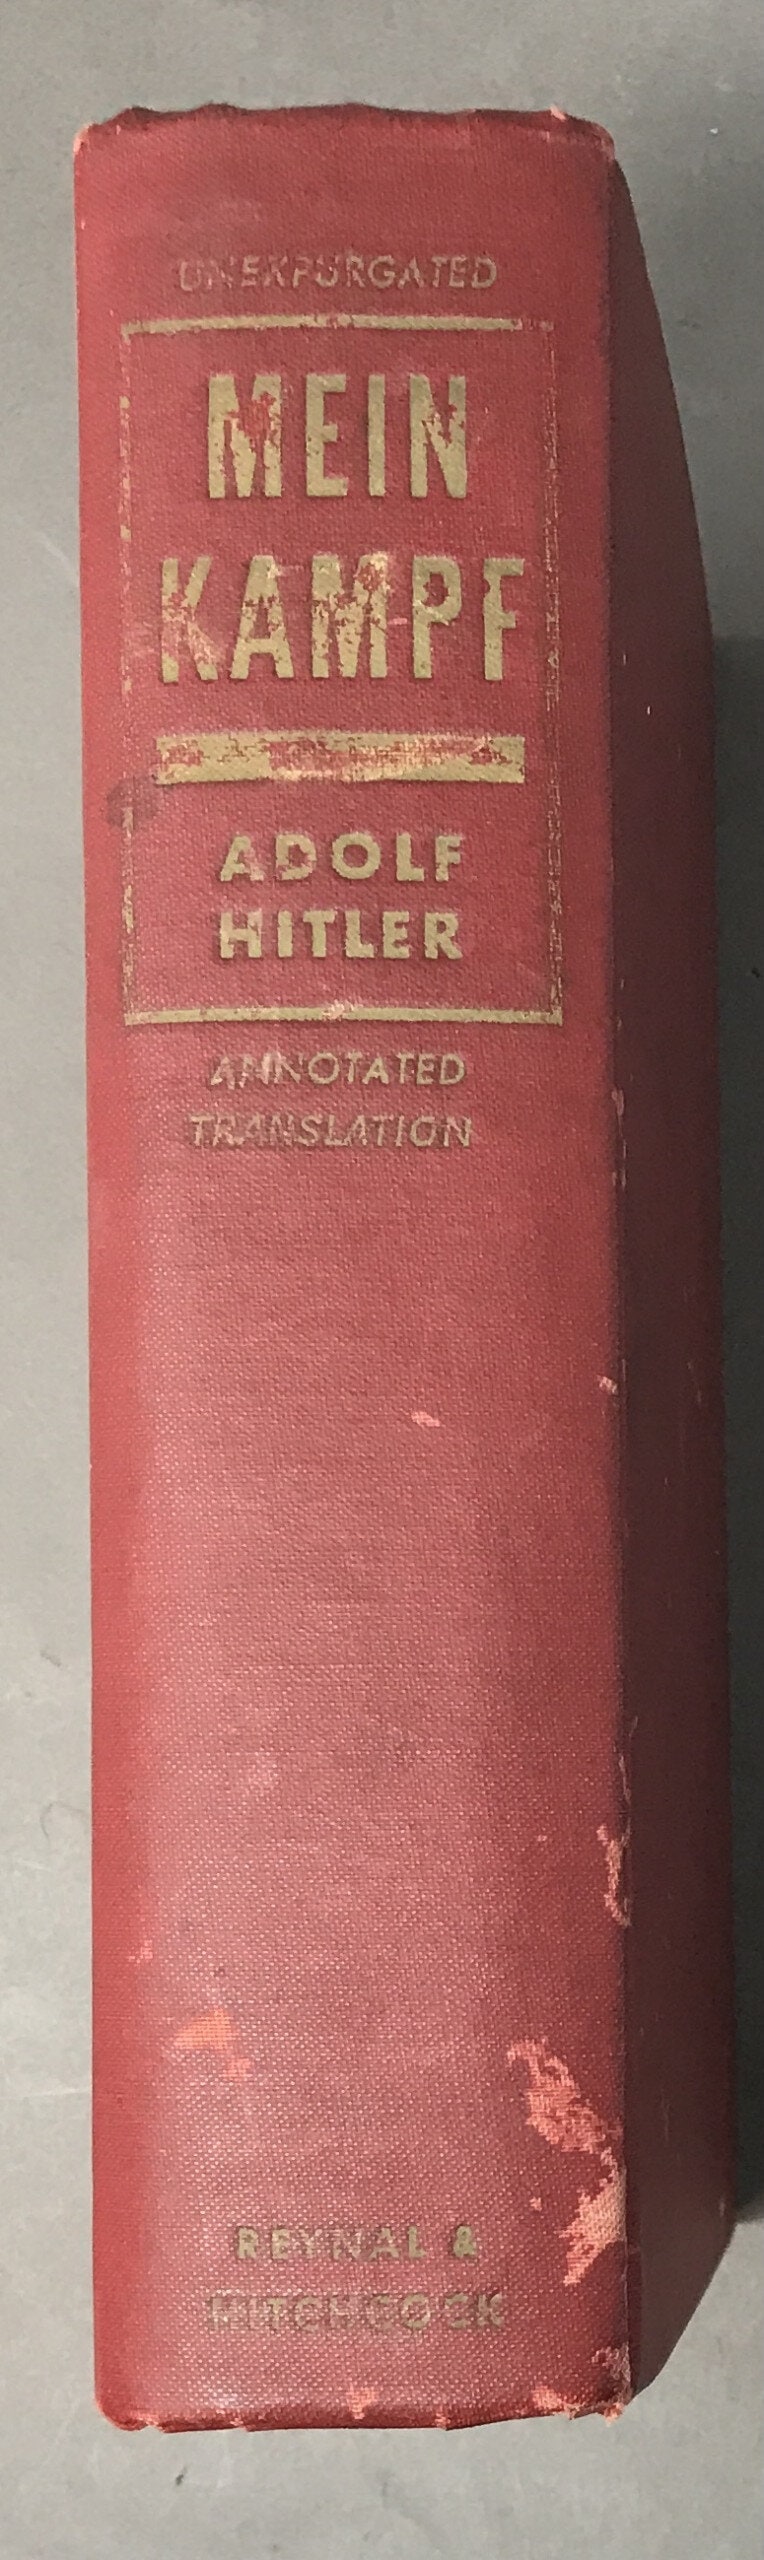 UNEXPURGATED
MEIN
KAMPF
ADOLF
HITLER
ANNOTATED
TRANSLATION
REYNAL &
HITCHCOCK